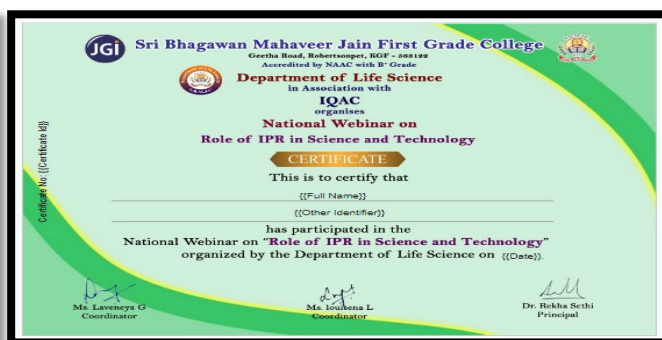 JGI
Sri Bhagawan Mahaveer Jain First Grade College
Geetha Road, Robertsonpet, KGF - 563122
Accredited by NAAC with B+ Grade
Department of Life Science
in Association with
IQAC
organises
National Webinar on
Role of IPR in Science and Technology
CERTIFICATE
This is to certify that
{{Full Name}}
{{Other Identifier}}
has participated in the
National Webinar on "Role of IPR in Science and Technology"
organized by the Department of Life Science on {{Date}}.
Certificate No: {{Certificate Id}}
Ms. Laveneya G
Coordinator
Ms. L
Coordinator
Dr. Rekha Sethi
Principal